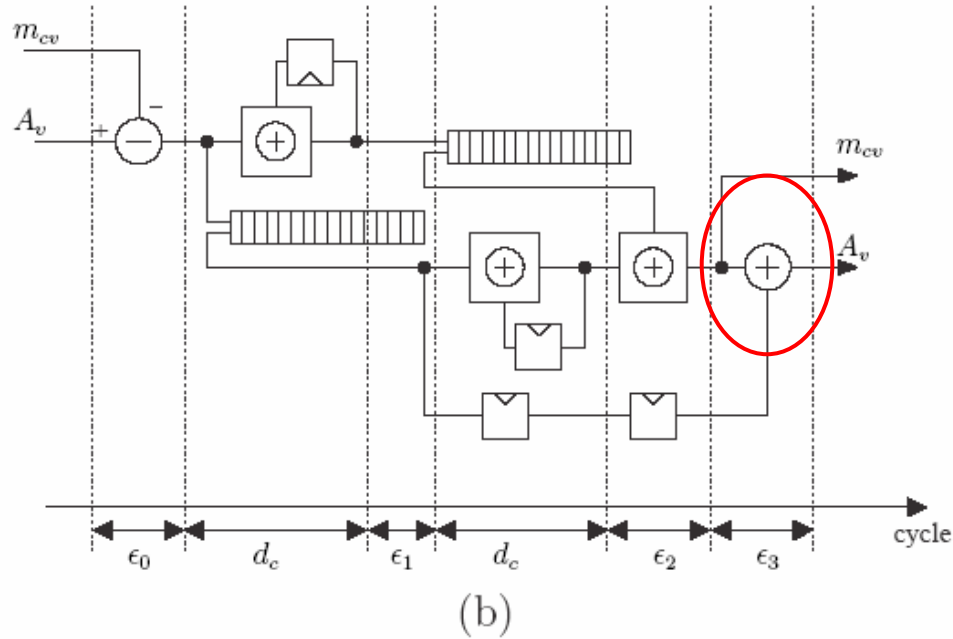 m_cv
A_v + − −
+
m_cv
+ + + A_v
cycle
ϵ_0 d_c ϵ_1 d_c ϵ_2 ϵ_3
(b)